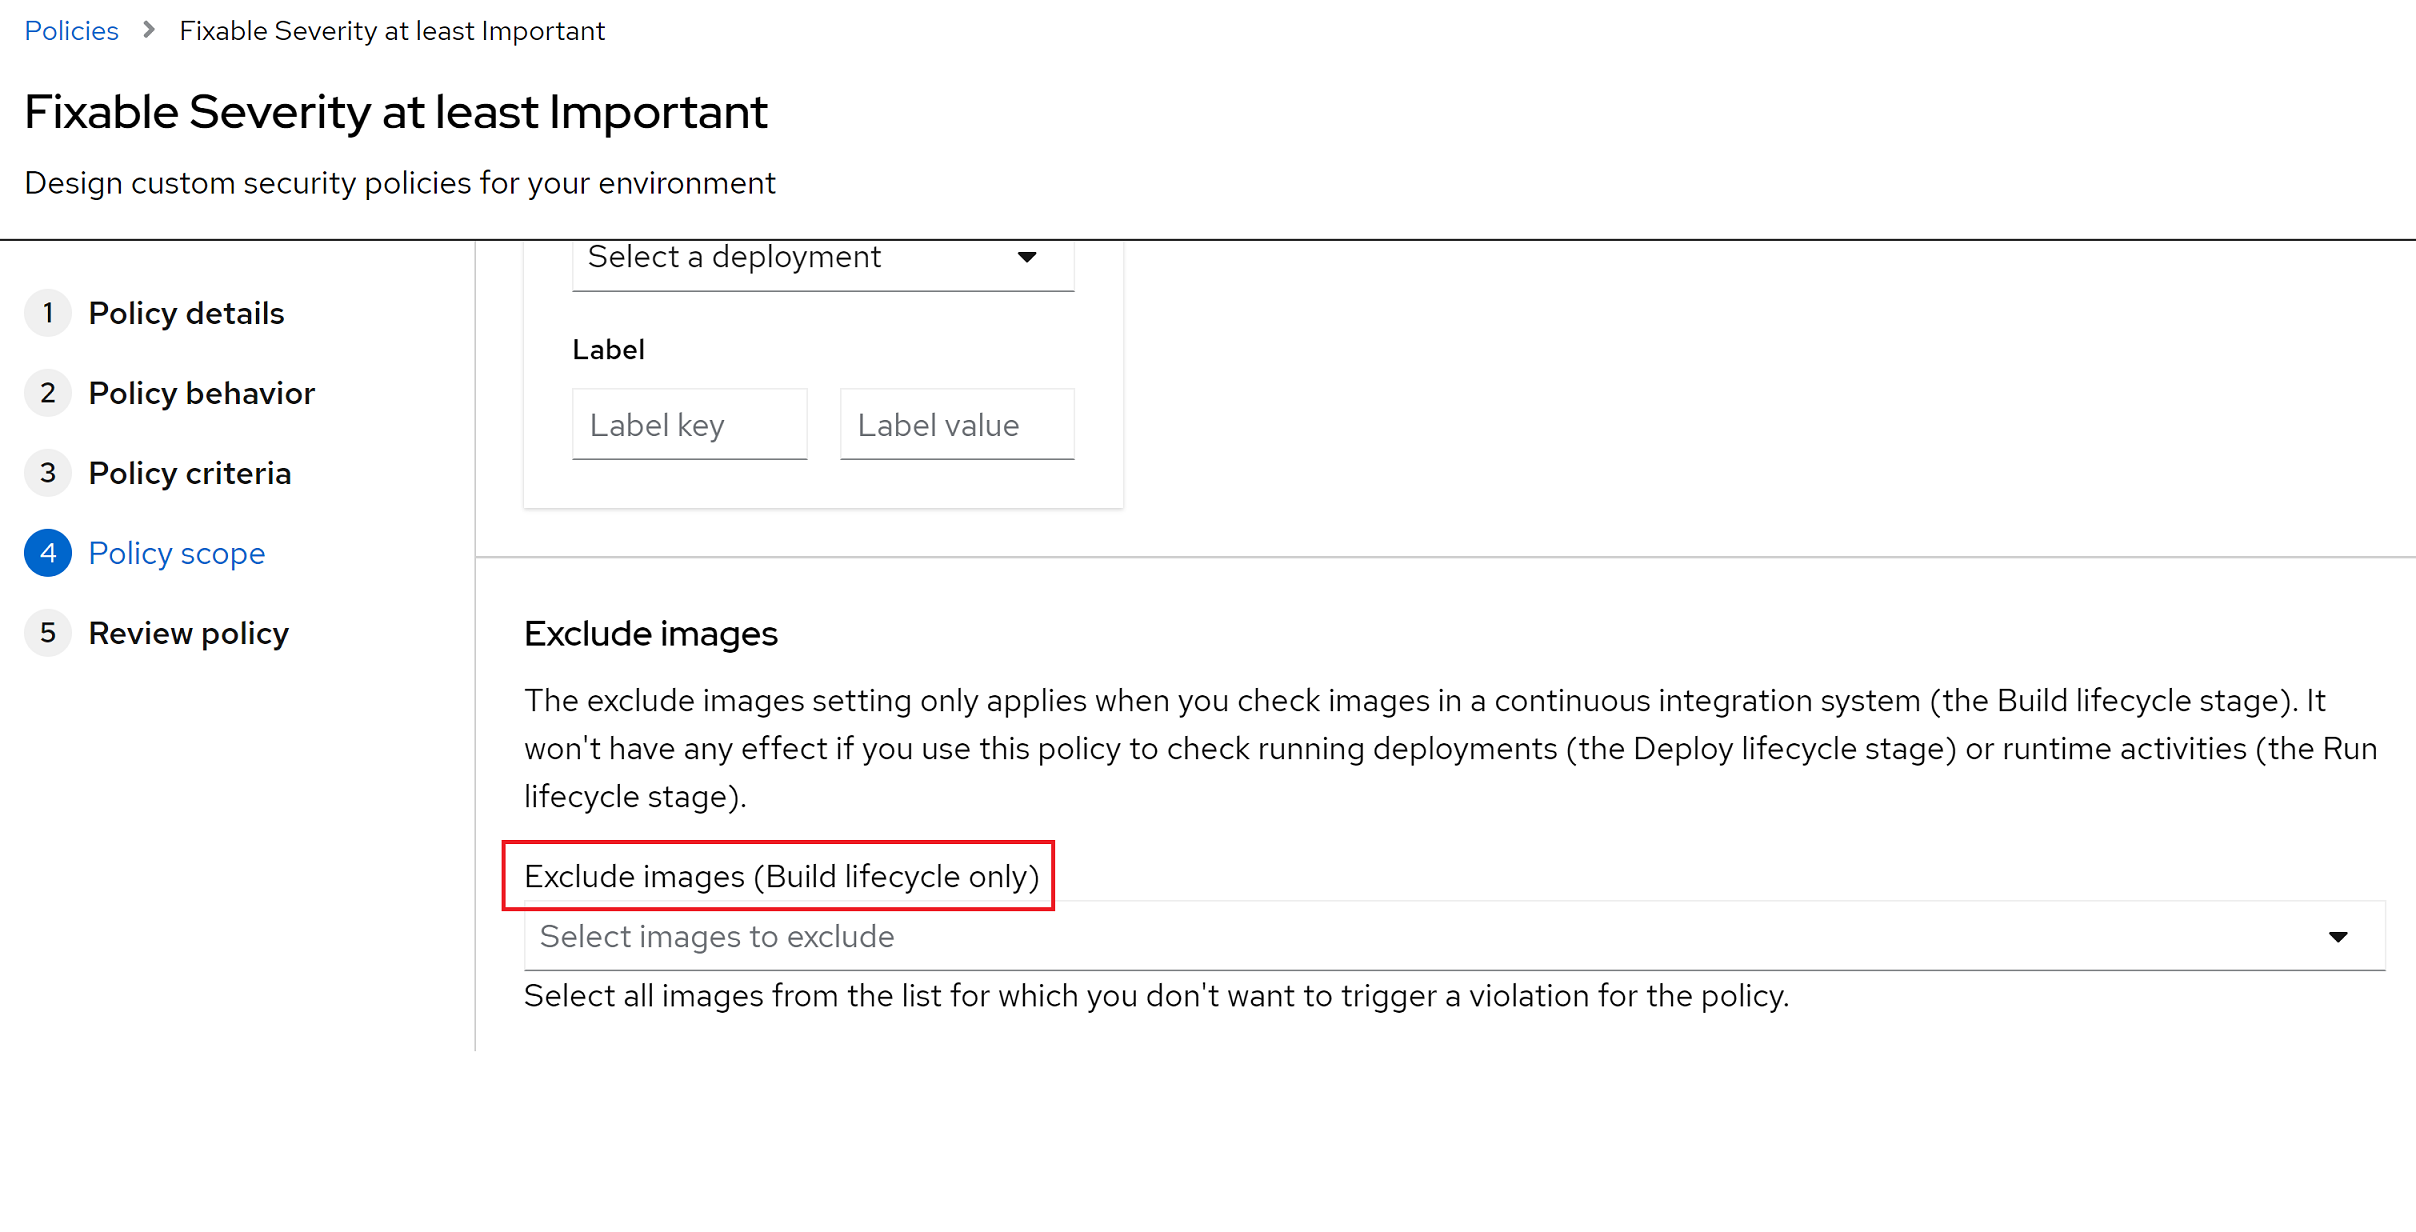 Policies > Fixable Severity at least Important
Fixable Severity at least Important
Design custom security policies for your environment
1 Policy details
2 Policy behavior
3 Policy criteria
4 Policy scope
5 Review policy
Select a deployment
Label
Label key Label value
Exclude images
The exclude images setting only applies when you check images in a continuous integration system (the Build lifecycle stage). It
won't have any effect if you use this policy to check running deployments (the Deploy lifecycle stage) or runtime activities (the Run
lifecycle stage).
Exclude images (Build lifecycle only)
Select images to exclude
Select all images from the list for which you don't want to trigger a violation for the policy.